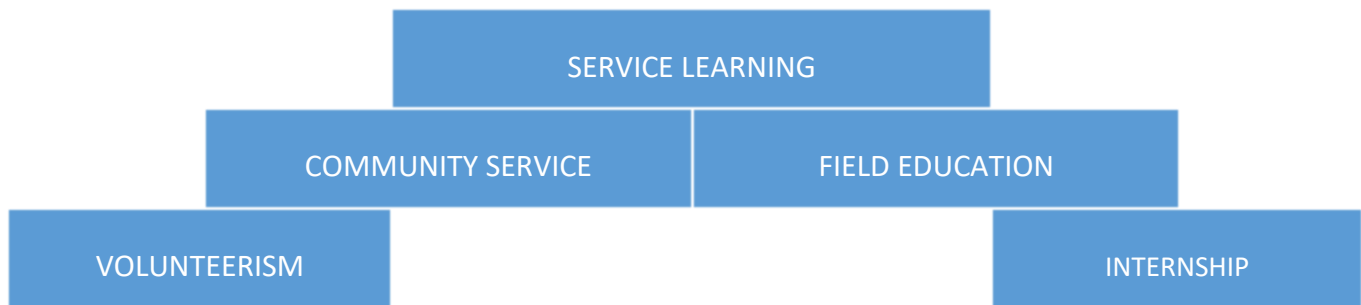 SERVICE LEARNING
COMMUNITY SERVICE
FIELD EDUCATION
VOLUNTEERISM
INTERNSHIP